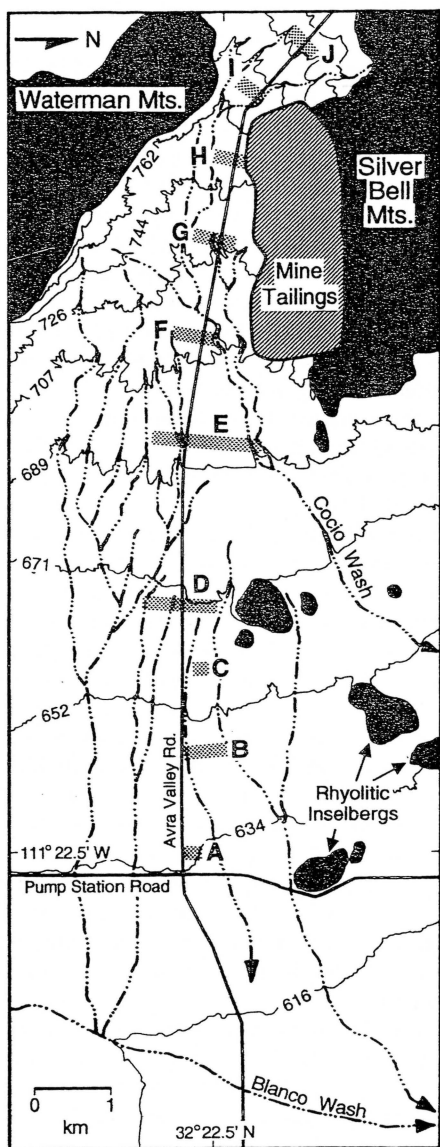 N
J
I
Waterman Mts.
H
762
Silver
Bell
Mts.
744
G
Mine
Tailings
726
F
707
E
689
Cocio Wash
671
D
C
652
Avra Valley Rd.
B
Rhyolitic
Inselbergs
634
A
111° 22.5' W
Pump Station Road
616
0 1
km
Blanco Wash
32° 22.5' N